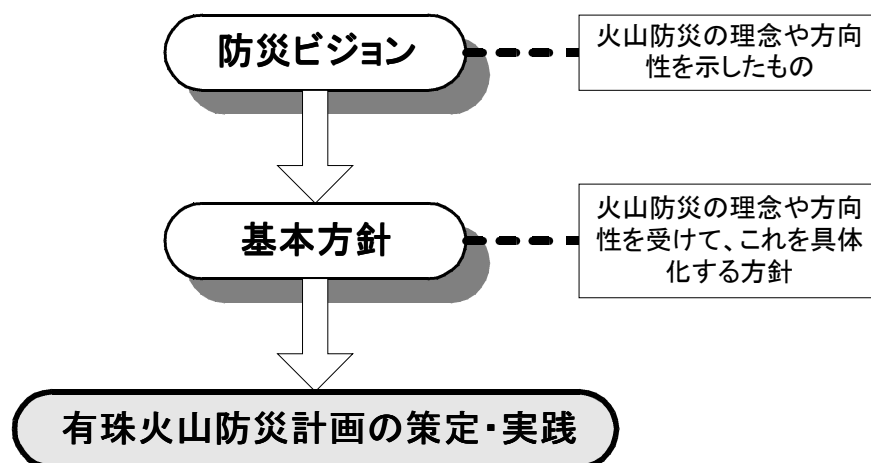 防災ビジョン
火山防災の理念や方向
性を示したもの
基本方針
火山防災の理念や方向
性を受けて、これを具体
化する方針
有珠火山防災計画の策定・実践